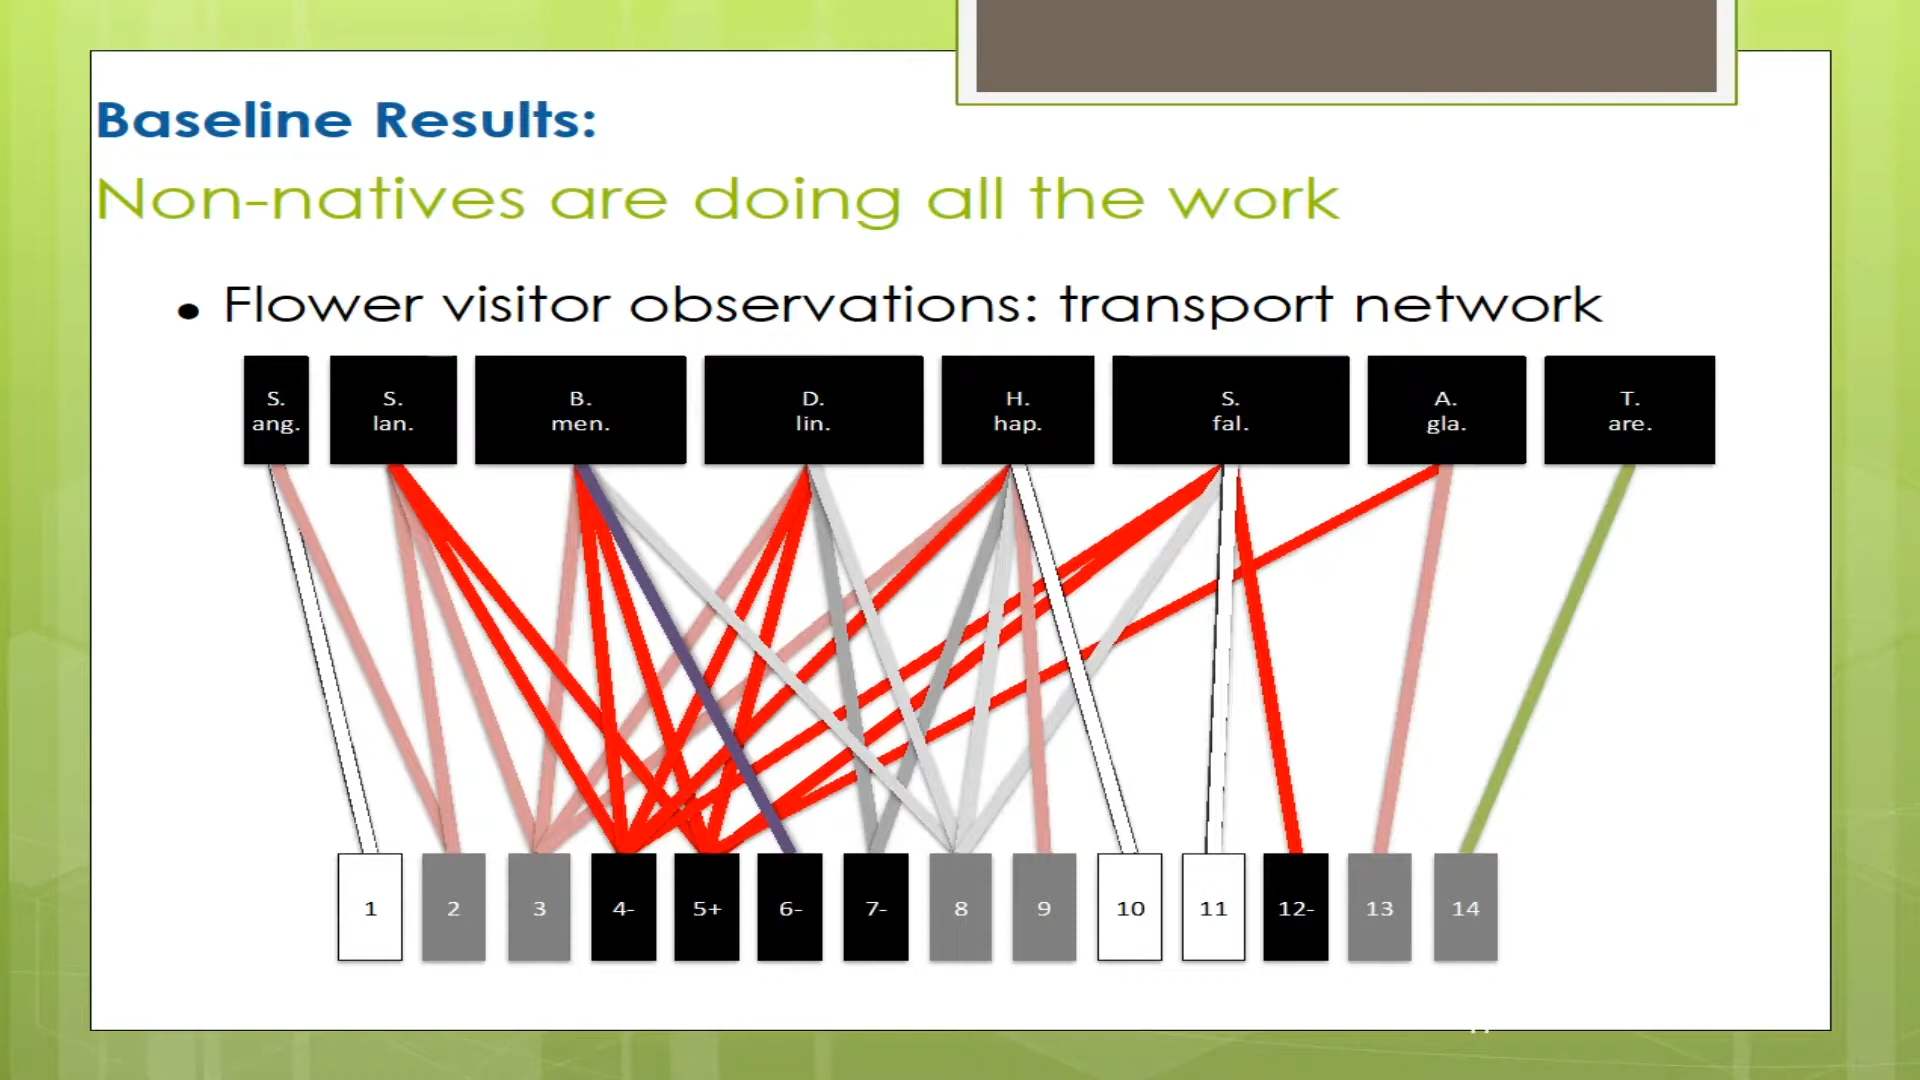 Baseline Results:
Non-natives are doing all the work
• Flower visitor observations: transport network
S. ang.
S. lan.
B. men.
D. lin.
H. hap.
S. fal.
A. gla.
T. are.
1 2 3 4- 5+ 6- 7- 8 9 10 11 12- 13 14